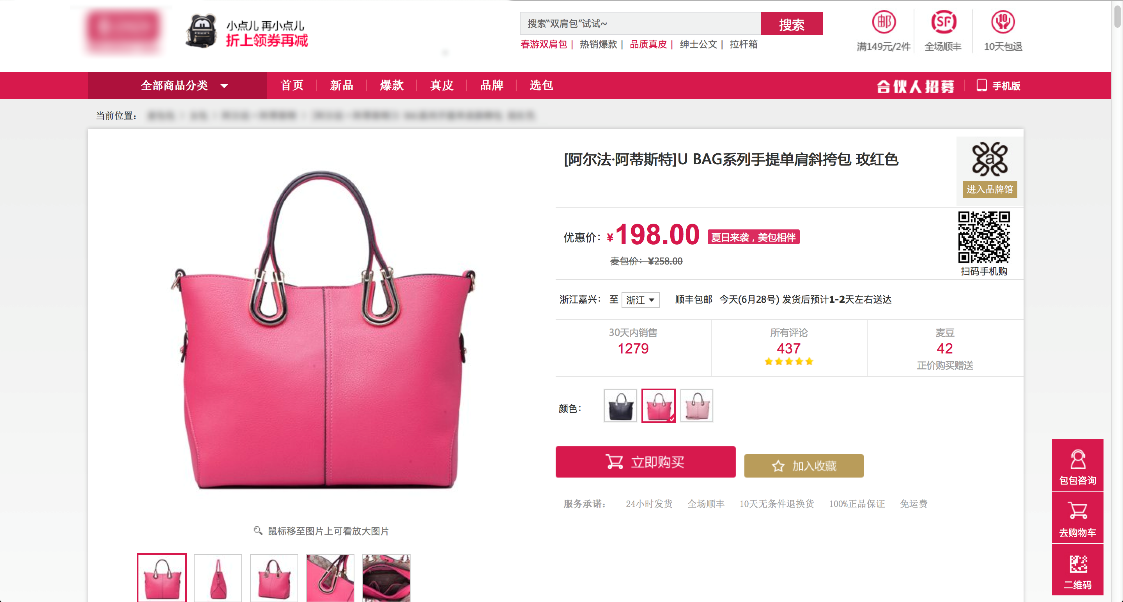 小点儿 再小点儿
折上领券再减
搜索“双肩包”试试~
搜索
春游双肩包 | 热销爆款 | 品质真皮 | 绅士公文 | 拉杆箱
邮
满149元/2件
SF
全场顺丰
10
10天包退
全部商品分类
首页 新品 爆款 真皮 品牌 选包
合伙人招募
手机版
当前位置：
[阿尔法·阿蒂斯特]U BAG系列手提单肩斜挎包 玫红色
a
进入品牌馆
优惠价：¥198.00 夏日来袭，美包相伴
麦包价：¥258.00
扫码手机购
浙江嘉兴： 至 浙江 顺丰包邮 今天(6月28号) 发货后预计1-2天左右送达
30天内销售
1279
所有评论
437
麦豆
42
正价购买赠送
颜色：
立即购买
加入收藏
服务承诺： 24小时发货 全场顺丰 10天无条件退换货 100%正品保证 免运费
鼠标移至图片上可看放大图片
包包咨询
去购物车
二维码